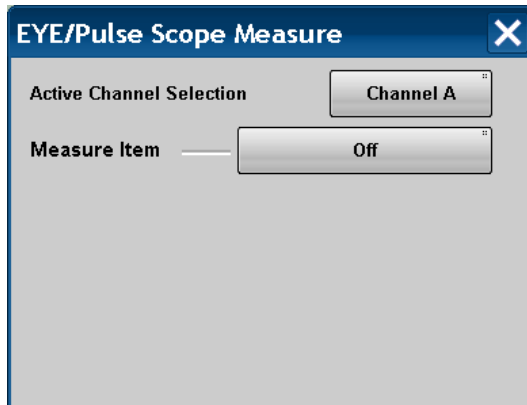 EYE/Pulse Scope Measure
Active Channel Selection Channel A
Measure Item Off